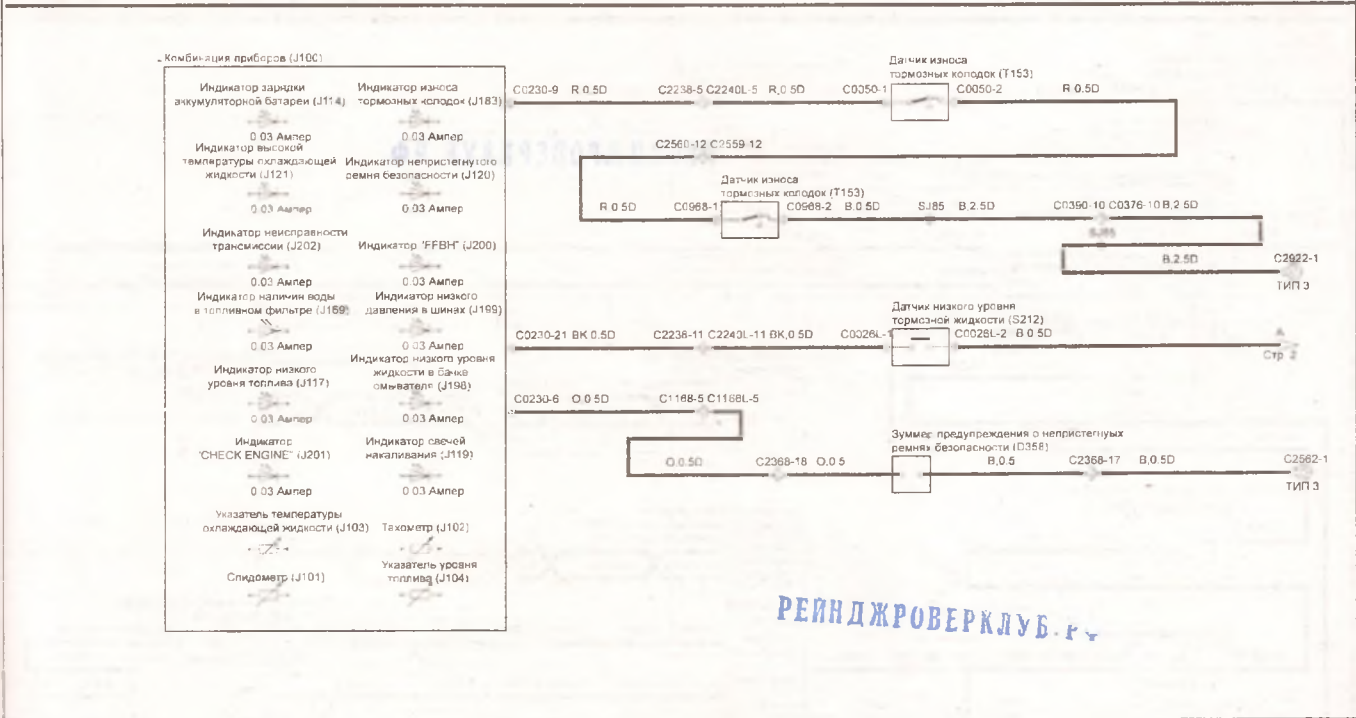 Комбинация приборов (J100)
Индикатор зарядки
аккумуляторной батареи (J114)
0.03 Ампер
Индикатор износа
тормозных колодок (J183)
0.03 Ампер
Индикатор высокой
температуры охлаждающей
жидкости (J121)
0.03 Ампер
Индикатор непристегнутого
ремня безопасности (J120)
0.03 Ампер
Индикатор неисправности
трансмиссии (J202)
0.03 Ампер
Индикатор "FFBH" (J200)
0.03 Ампер
Индикатор наличия воды
в топливном фильтре (J159)
0.03 Ампер
Индикатор низкого
давления в шинах (J199)
0.03 Ампер
Индикатор низкого
уровня топлива (J117)
0.03 Ампер
Индикатор низкого уровня
жидкости в бачке
омывателя (J198)
0.03 Ампер
Индикатор
"CHECK ENGINE" (J201)
0.03 Ампер
Индикатор свечей
накаливания (J119)
0.03 Ампер
Указатель температуры
охлаждающей жидкости (J103)
Тахометр (J102)
Спидометр (J101)
Указатель уровня
топлива (J104)
C0230-9 R,0.5D C2238-5 C2240L-5 R,0.5D C0050-1
Датчик износа
тормозных колодок (T153)
C0050-2 R,0.5D
C2560-12 C2559-12
R,0.5D C0968-1
Датчик износа
тормозных колодок (T153)
C0968-2 B,0.5D SJ85 B,2.5D C0390-10 C0376-10 B,2.5D
SJ85
B,2.5D C2922-1
ТИП 3
C0230-21 BK,0.5D C2238-11 C2240L-11 BK,0.5D C0028L-1
Датчик низкого уровня
тормозной жидкости (S212)
C0028L-2 B,0.5D
A
Стр. 2
C0230-6 O,0.5D C1168-5 C1168L-5
O,0.5D C2368-18 O,0.5
Зуммер предупреждения о непристегнуых
ремнях безопасности (D358)
B,0.5 C2368-17 B,0.5D C2562-1
ТИП 3
РЕЙНДЖРОВЕРКЛУБ.РФ